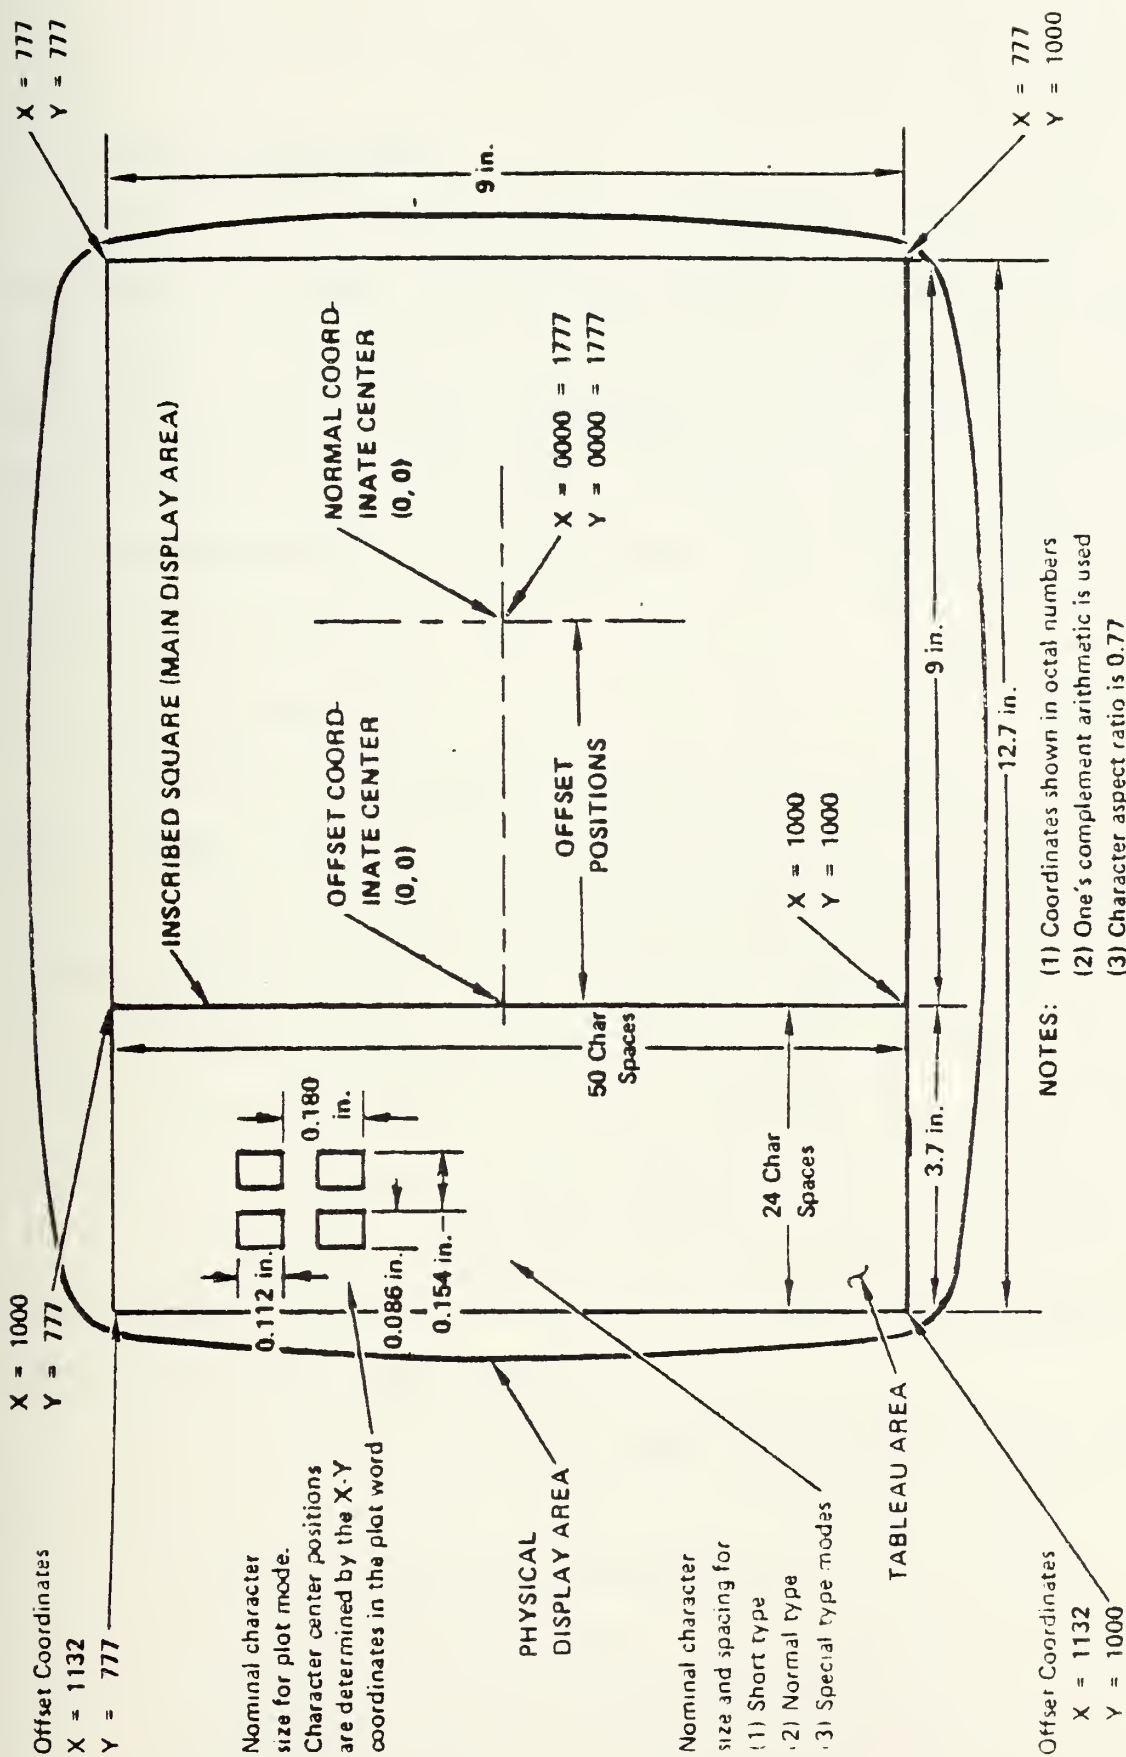 X = 1000
Y = 777
X = 777
Y = 777
Offset Coordinates
X = 1132
Y = 777
INSCRIBED SQUARE (MAIN DISPLAY AREA)
Nominal character
size for plot mode.
Character center positions
are determined by the X-Y
coordinates in the plot word
0.112 in.
0.180
in.
0.086 in.
0.154 in.
OFFSET COORD-
INATE CENTER
(0, 0)
NORMAL COORD-
INATE CENTER
(0, 0)
9 in.
PHYSICAL
DISPLAY AREA
50 Char
Spaces
OFFSET
POSITIONS
X = 0000 = 1777
Y = 0000 = 1777
Nominal character
size and spacing for
(1) Short type
(2) Normal type
(3) Special type modes
24 Char
Spaces
X = 1000
Y = 1000
TABLEAU AREA
3.7 in.
9 in.
12.7 in.
Offset Coordinates
X = 1132
Y = 1000
X = 777
Y = 1000
NOTES: (1) Coordinates shown in octal numbers
(2) One's complement arithmetic is used
(3) Character aspect ratio is 0.77